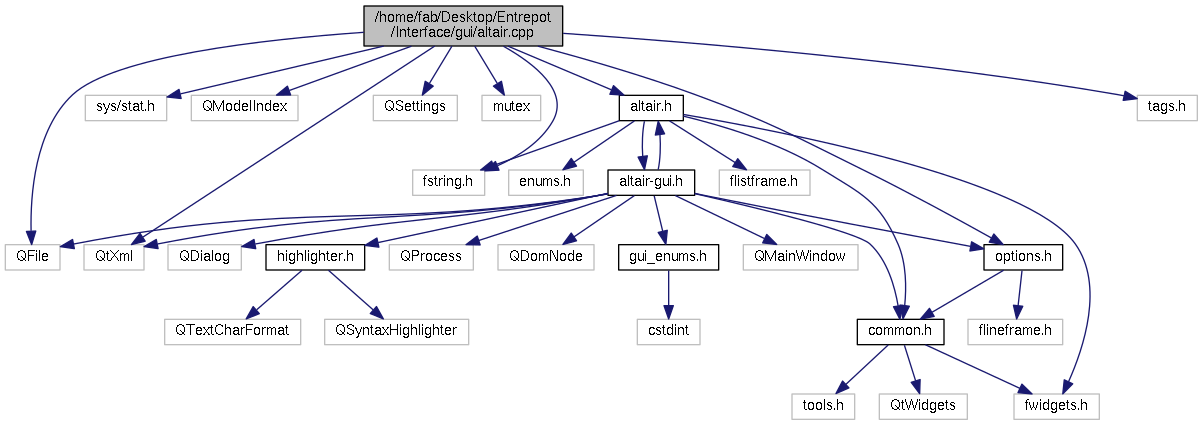 /home/fab/Desktop/Entrepot
/Interface/gui/altair.cpp
sys/stat.h
QModelIndex
QSettings
mutex
altair.h
tags.h
fstring.h
enums.h
altair-gui.h
flistframe.h
QFile
QtXml
QDialog
highlighter.h
QProcess
QDomNode
gui_enums.h
QMainWindow
options.h
QTextCharFormat
QSyntaxHighlighter
cstdint
common.h
flineframe.h
tools.h
QtWidgets
fwidgets.h